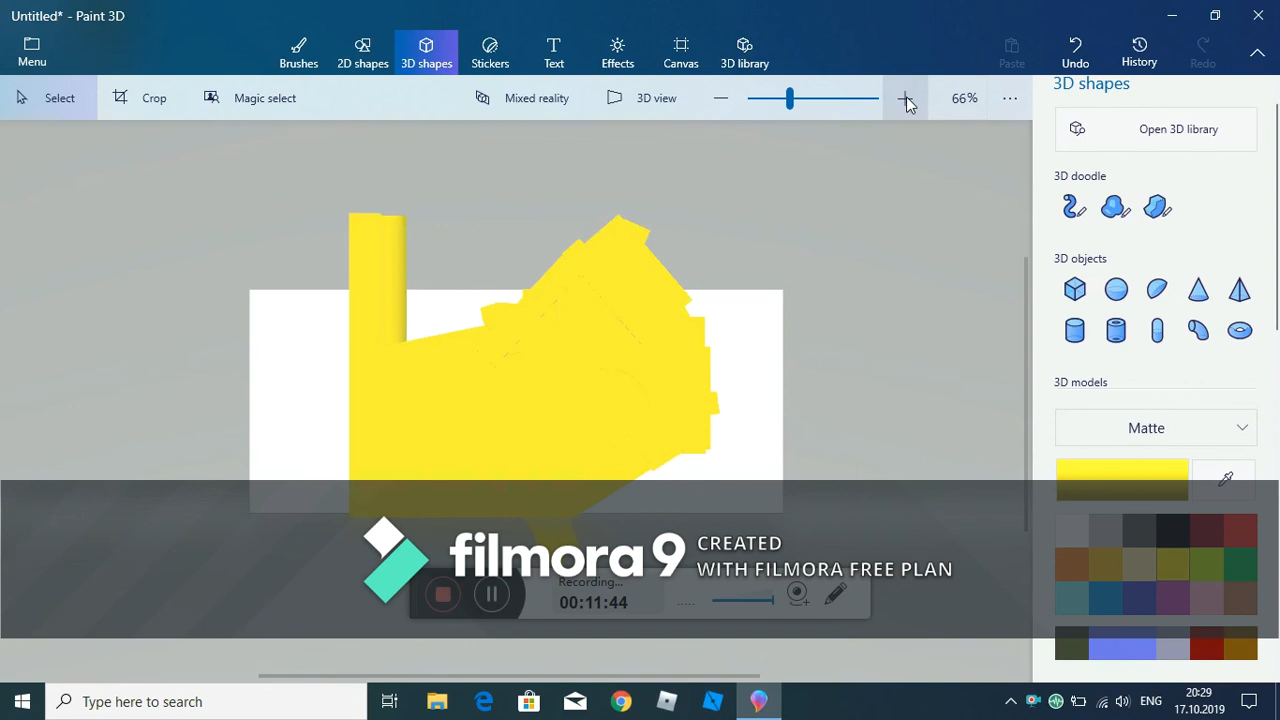 Untitled* - Paint 3D
Menu
Brushes
2D shapes
3D shapes
Stickers
Text
Effects
Canvas
3D library
Paste
Undo
History
Redo
Select
Crop
Magic select
Mixed reality
3D view
66%
3D shapes
Open 3D library
3D doodle
3D objects
3D models
Matte
filmora 9
CREATED
WITH FILMORA FREE PLAN
Recording...
00:11:44
Type here to search
ENG
20:29
17.10.2019